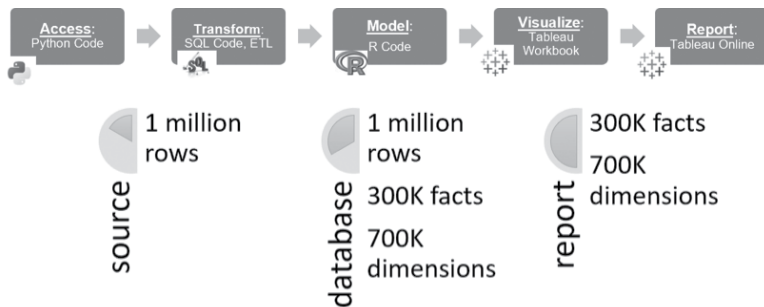 Access:
Python Code
Transform:
SQL Code, ETL
SQL
Model:
R Code
R
Visualize:
Tableau
Workbook
Report:
Tableau Online
source
1 million
rows
database
1 million
rows
300K facts
700K
dimensions
report
300K facts
700K
dimensions